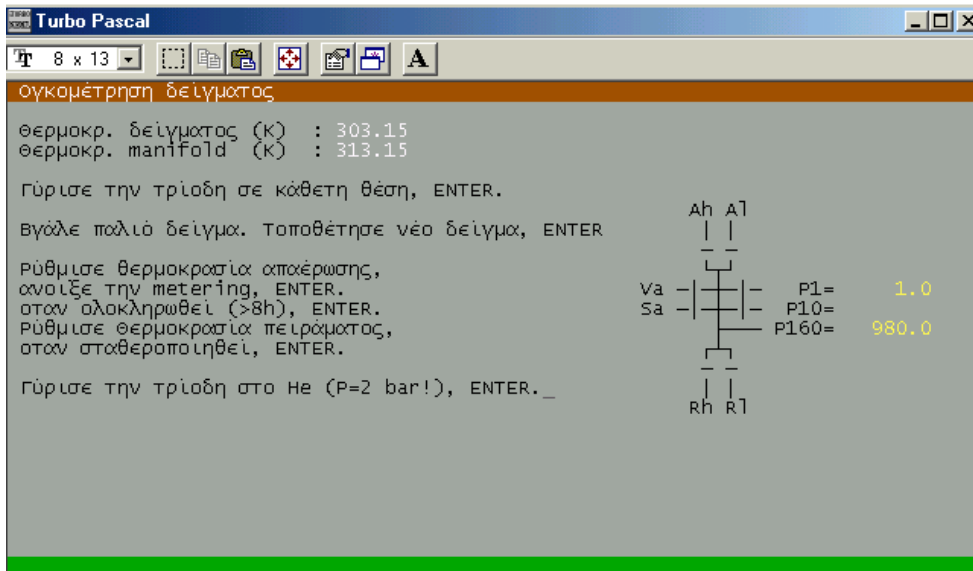 Turbo Pascal
8 x 13
A
Ογκομέτρηση δείγματος
Θερμοκρ. δείγματος (K) : 303.15
Θερμοκρ. manifold (K) : 313.15
Γύρισε την τρίοδη σε κάθετη θέση, ENTER.
Βγάλε παλιό δείγμα. Τοποθέτησε νέο δείγμα, ENTER
Ρύθμισε θερμοκρασία απαέρωσης,
ανοιξε την metering, ENTER.
οταν ολοκληρωθεί (>8h), ENTER.
Ρύθμισε Θερμοκρασία πειράματος,
οταν σταθεροποιηθεί, ENTER.
Γύρισε την τρίοδη στο He (P=2 bar!), ENTER._
Ah Al
Va P1= 1.0
Sa P10=
P160= 980.0
Rh Rl